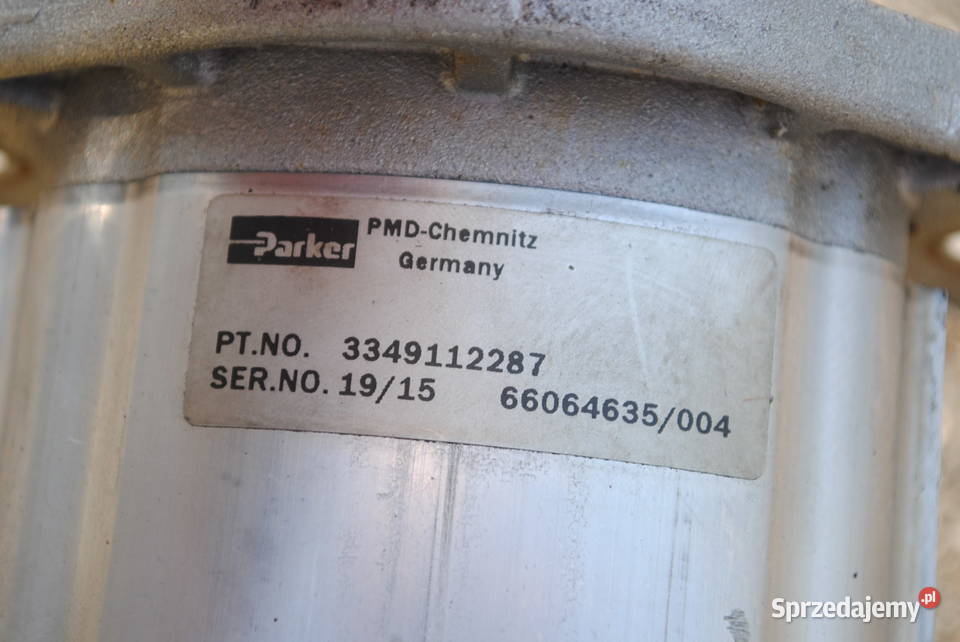 Parker PMD-Chemnitz
Germany
PT.NO. 3349112287
SER.NO. 19/15 66064635/004
Sprzedajemy.pl